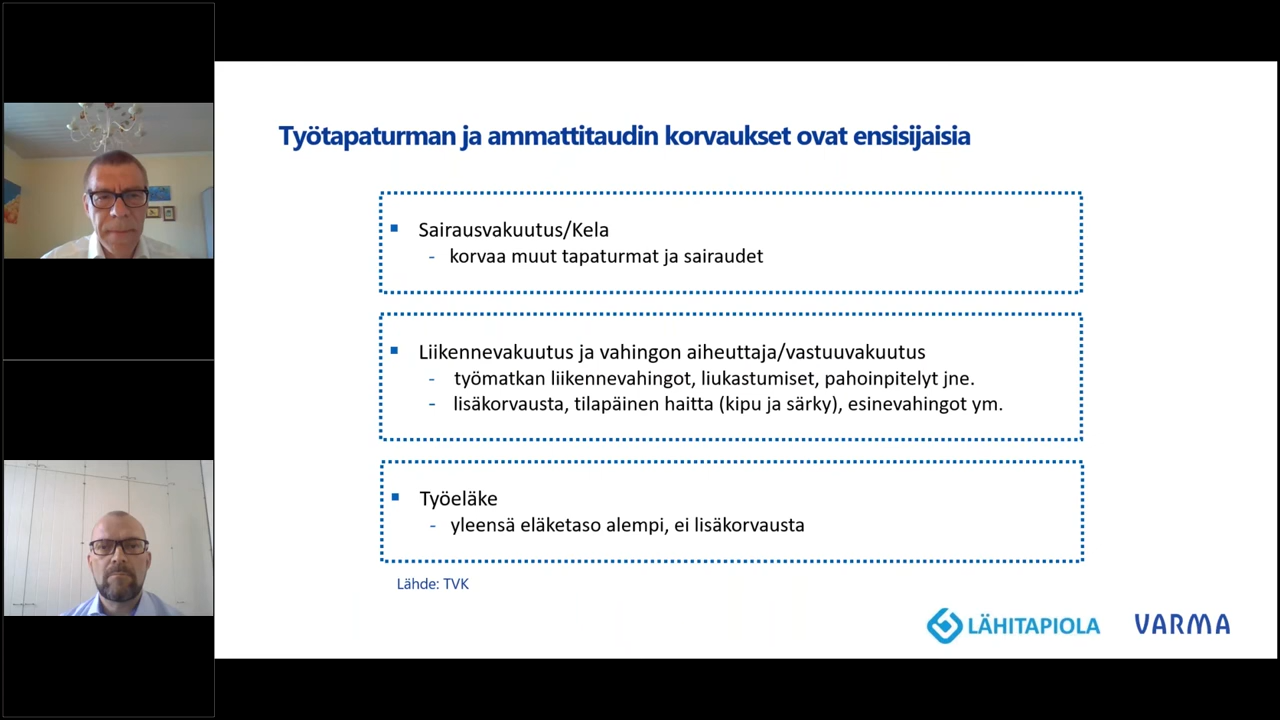 Työtapaturman ja ammattitaudin korvaukset ovat ensisijaisia
▪ Sairausvakuutus/Kela
- korvaa muut tapaturmat ja sairaudet
▪ Liikennevakuutus ja vahingon aiheuttaja/vastuuvakuutus
- työmatkan liikennevahingot, liukastumiset, pahoinpitelyt jne.
- lisäkorvausta, tilapäinen haitta (kipu ja särky), esinevahingot ym.
▪ Työeläke
- yleensä eläketaso alempi, ei lisäkorvausta
Lähde: TVK
LÄHITAPIOLA VARMA